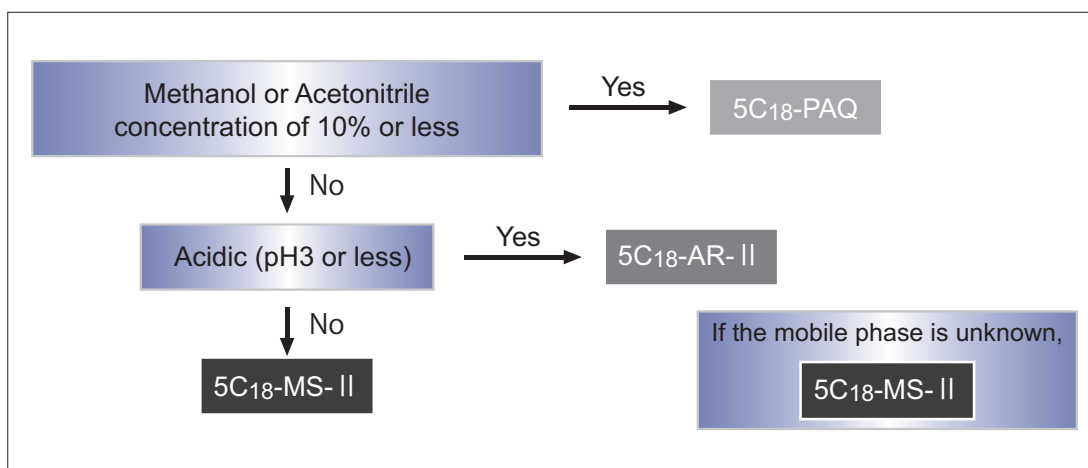 Methanol or Acetonitrile
concentration of 10% or less
Yes
5C18-PAQ
No
Acidic (pH3 or less)
Yes
5C18-AR-Ⅱ
No
5C18-MS-Ⅱ
If the mobile phase is unknown,
5C18-MS-Ⅱ